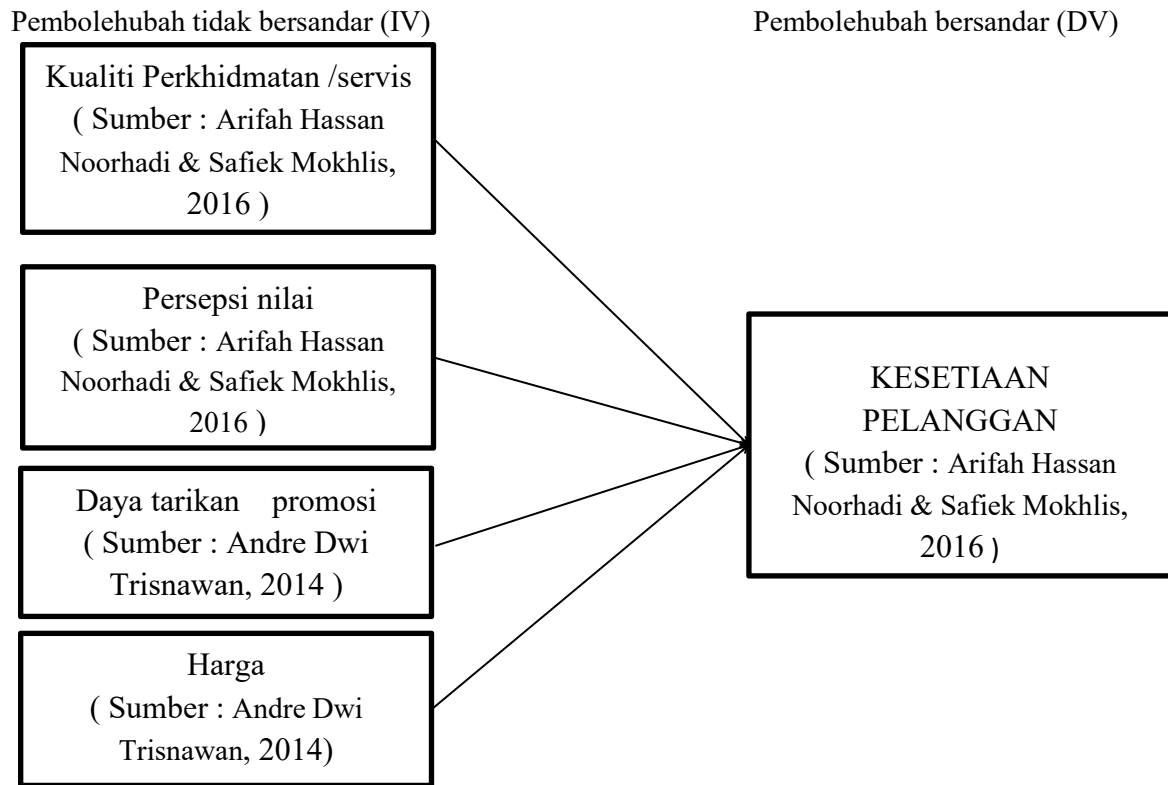 Pembolehubah tidak bersandar (IV)
Pembolehubah bersandar (DV)
Kualiti Perkhidmatan /servis
( Sumber : Arifah Hassan
Noorhadi & Safiek Mokhlis,
2016 )
Persepsi nilai
( Sumber : Arifah Hassan
Noorhadi & Safiek Mokhlis,
2016 )
Daya tarikan promosi
( Sumber : Andre Dwi
Trisnawan, 2014 )
Harga
( Sumber : Andre Dwi
Trisnawan, 2014)
KESETIAAN
PELANGGAN
( Sumber : Arifah Hassan
Noorhadi & Safiek Mokhlis,
2016 )